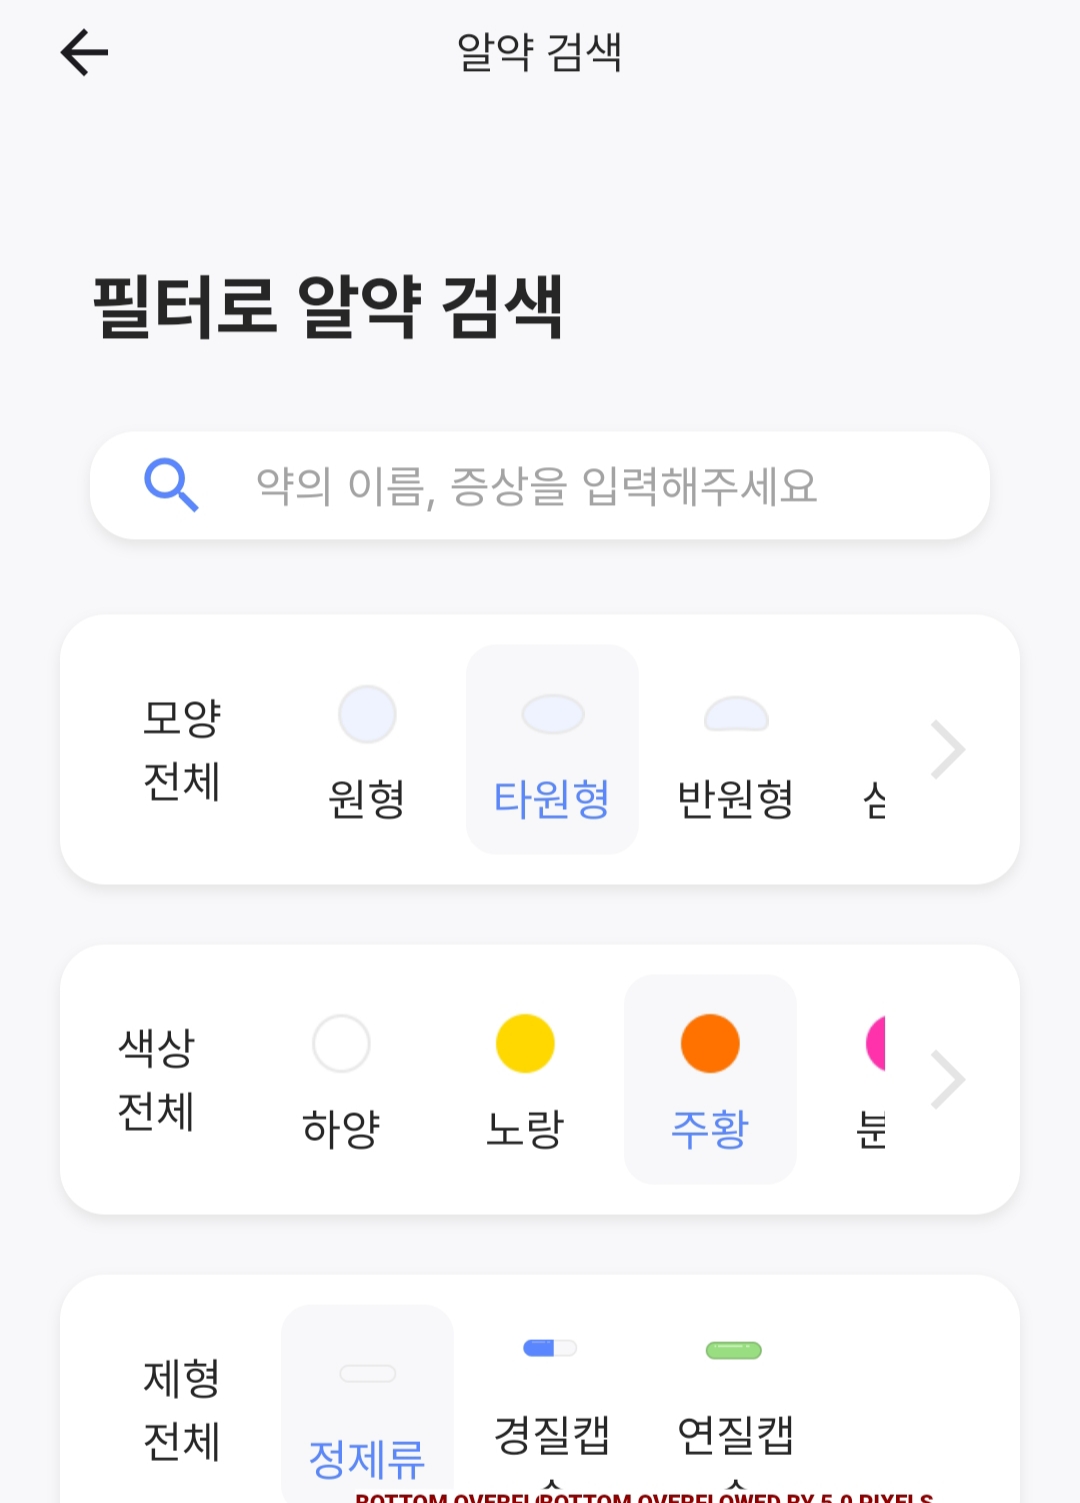 알약 검색
필터로 알약 검색
약의 이름, 증상을 입력해주세요
모양
전체
원형
타원형
반원형
색상
전체
하양
노랑
주황
제형
전체
정제류
경질캡
연질캡
BOTTOM BOTTOM OVERFLOWED BY 5.0 PIXELS